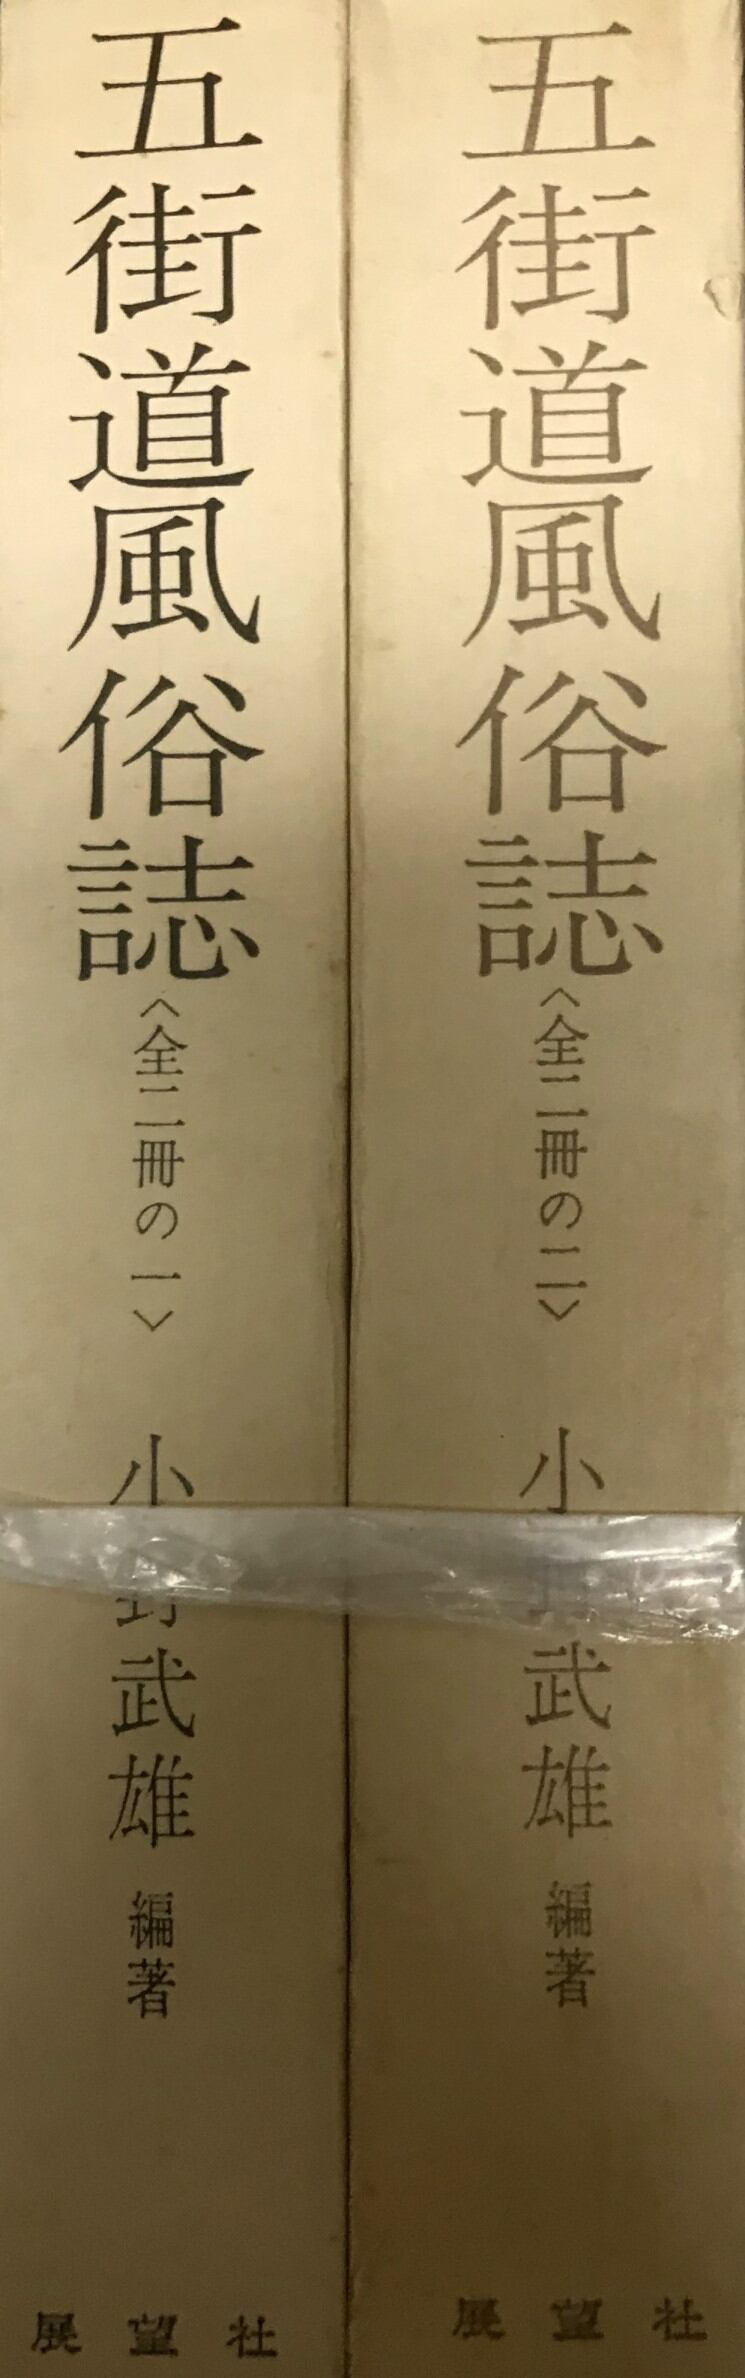 五街道風俗誌〈全二冊の一〉
小野武雄 編著
展望社
五街道風俗誌〈全二冊の二〉
小 武雄 編著
展望社